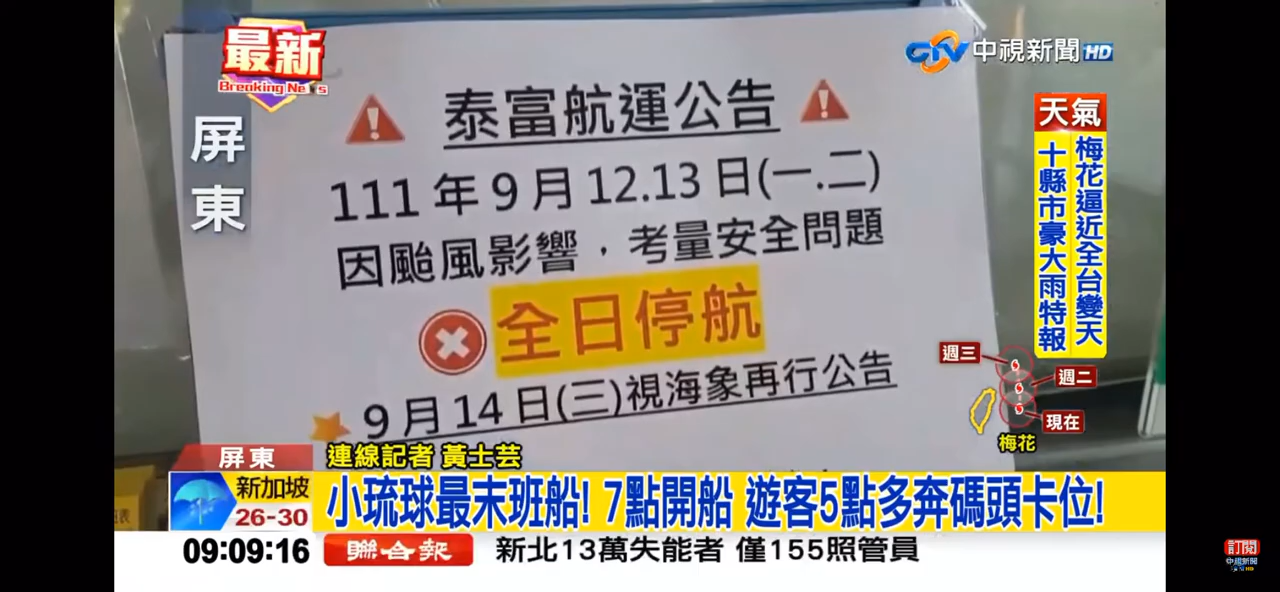 最新
Breaking News
屏東
CTV 中視新聞 HD
泰富航運公告
111年9月12.13日(一.二)
因颱風影響，考量安全問題
全日停航
9月14日(三)視海象再行公告
天氣
梅花逼近全台變天
十縣市豪大雨特報
週三
週二
現在
梅花
屏東
連線記者 黃士芸
新加坡
26-30
小琉球最末班船! 7點開船 遊客5點多奔碼頭卡位!
09:09:16
聯合報
新北13萬失能者 僅155照管員
訂閱
中視新聞
HD